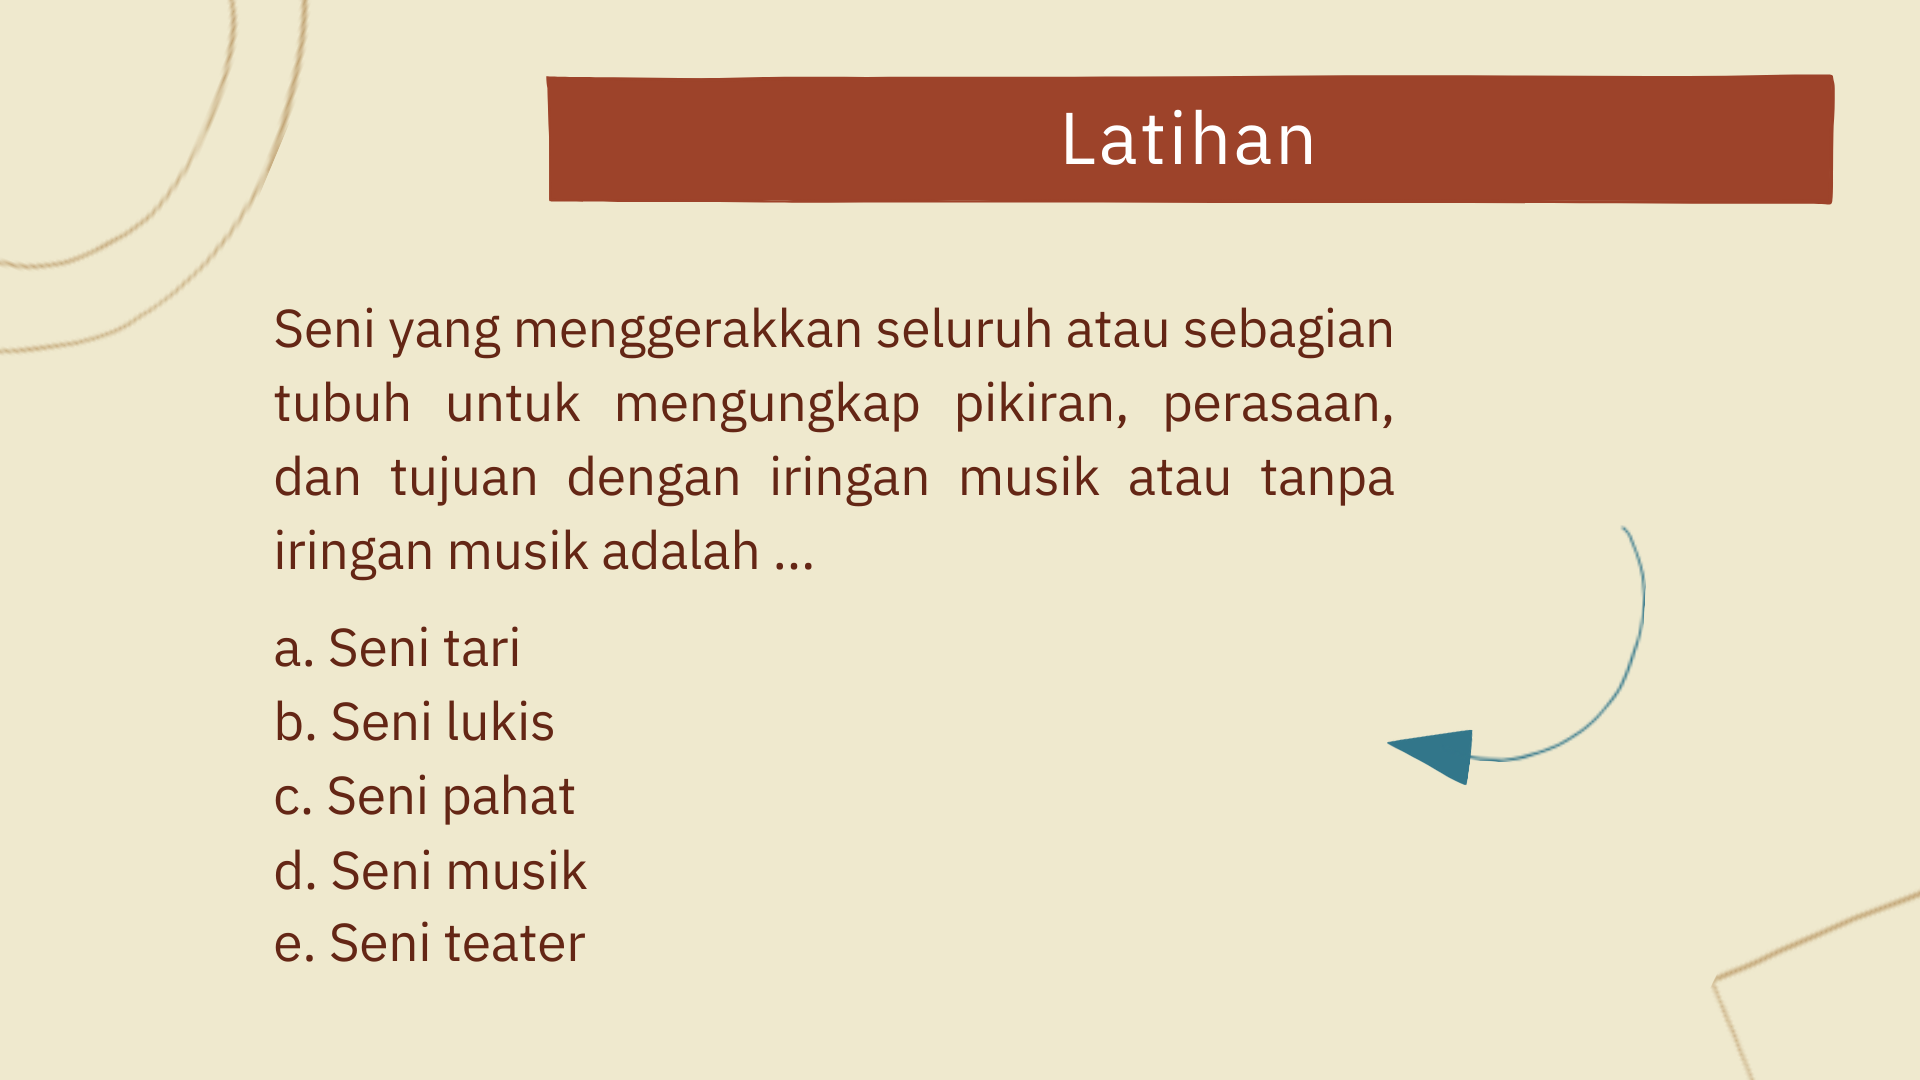 Latihan
Seni yang menggerakkan seluruh atau sebagian
tubuh untuk mengungkap pikiran, perasaan,
dan tujuan dengan iringan musik atau tanpa
iringan musik adalah ...
a. Seni tari
b. Seni lukis
c. Seni pahat
d. Seni musik
e. Seni teater